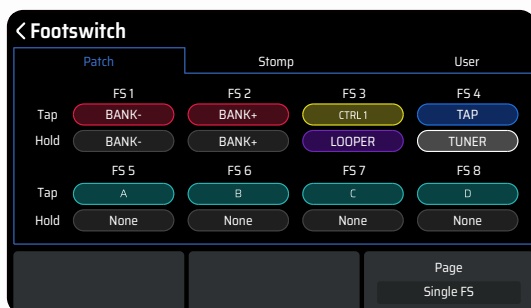 Footswitch
Patch Stomp User
FS 1 FS 2 FS 3 FS 4
Tap BANK- BANK+ CTRL 1 TAP
Hold BANK- BANK+ LOOPER TUNER
FS 5 FS 6 FS 7 FS 8
Tap A B C D
Hold None None None None
Page
Single FS